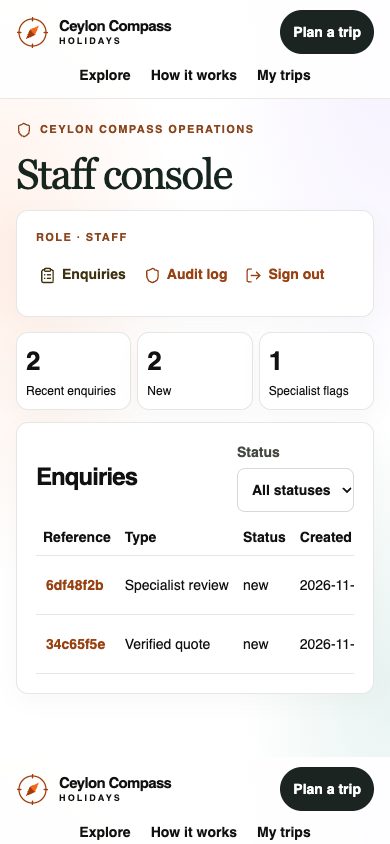 Ceylon Compass
HOLIDAYS
Plan a trip
Explore How it works My trips
CEYLON COMPASS OPERATIONS
Staff console
ROLE · STAFF
Enquiries Audit log Sign out
2 2 1
Recent enquiries New Specialist flags
Status
Enquiries
All statuses
Reference Type Status Created
6df48f2b Specialist review new 2026-11-
34c65f5e Verified quote new 2026-11-
Ceylon Compass
HOLIDAYS
Plan a trip
Explore How it works My trips